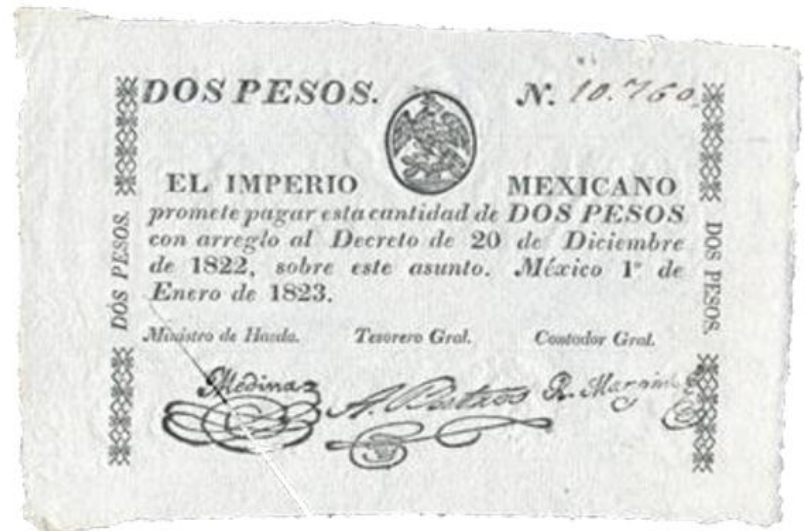 DOS PESOS. N. 10.760
EL IMPERIO MEXICANO
promete pagar esta cantidad de DOS PESOS
con arreglo al Decreto de 20 de Diciembre
de 1822, sobre este asunto. México 1º de
Enero de 1823.
Ministro de Hacda. Tesorero Gral. Contador Gral.
Medina A. R.
DOS PESOS.
DOS PESOS.